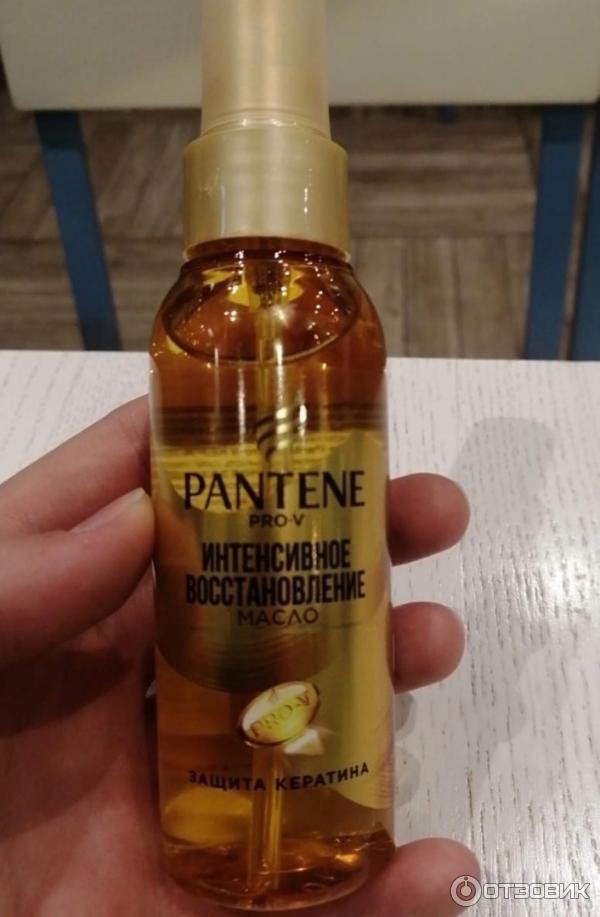 PANTENE
PRO-V
ИНТЕНСИВНОЕ
ВОССТАНОВЛЕНИЕ
МАСЛО
PRO-V
ЗАЩИТА КЕРАТИНА
ОТЗОВИК